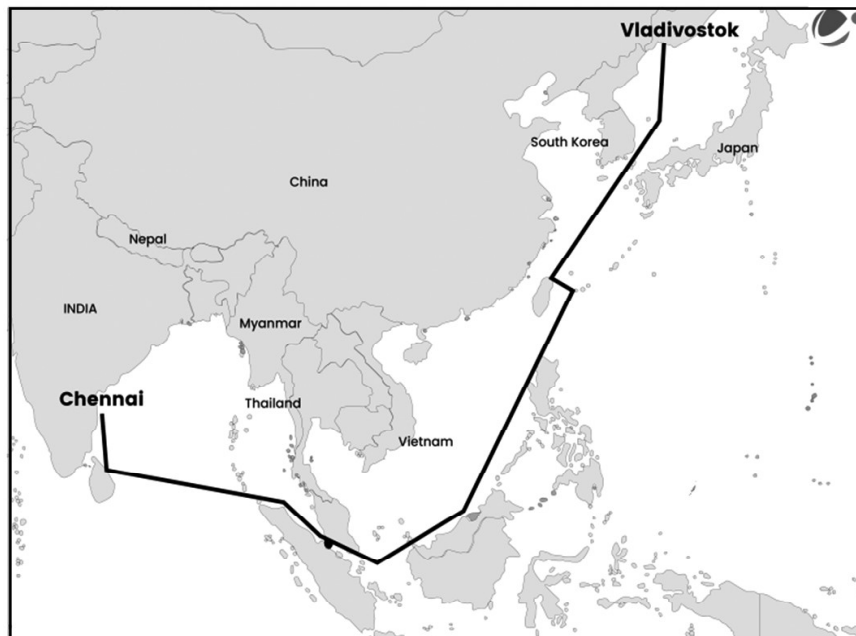 Vladivostok
South Korea
Japan
China
Nepal
INDIA
Myanmar
Chennai
Thailand
Vietnam